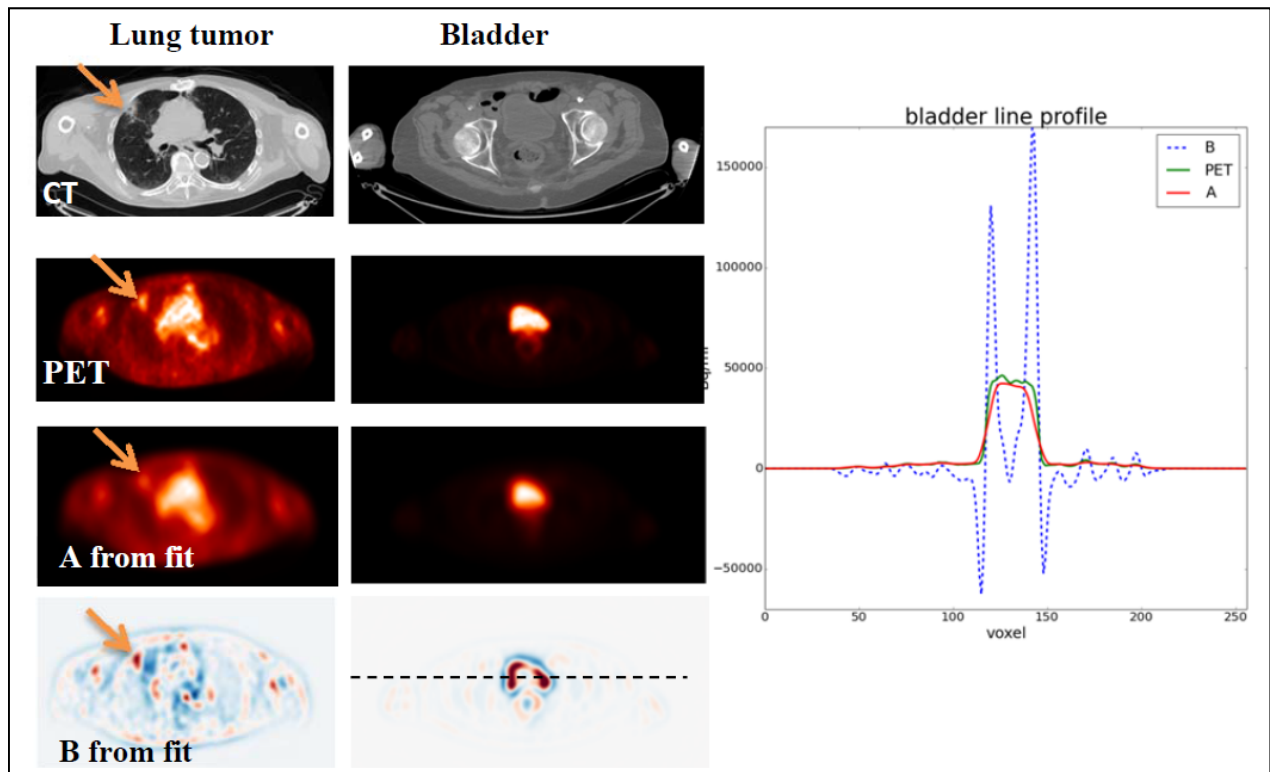 Lung tumor
Bladder
CT
PET
A from fit
B from fit
bladder line profile
B
PET
A
150000
100000
50000
0
−50000
0
50
100
150
200
250
voxel